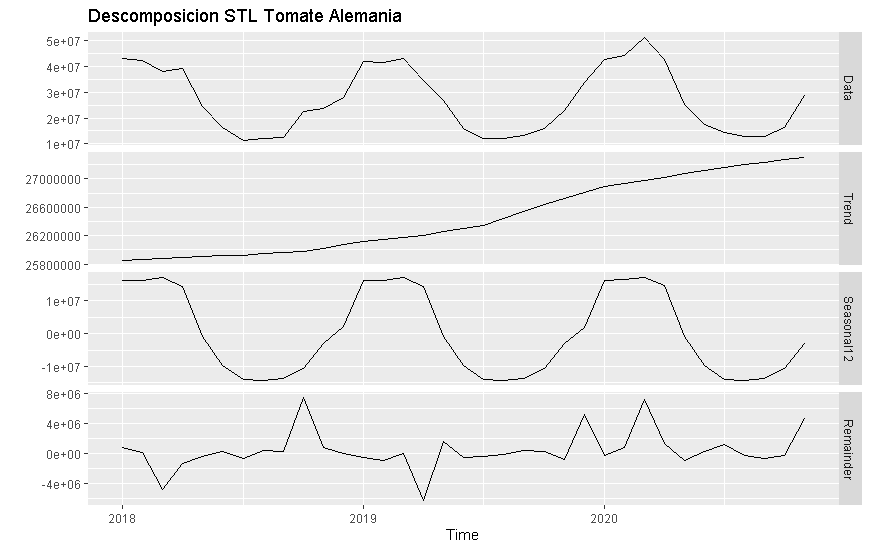 Descomposicion STL Tomate Alemania
5e+07
4e+07
3e+07
2e+07
1e+07
Data
27000000
26600000
26200000
25800000
Trend
1e+07
0e+00
-1e+07
Seasonal12
8e+06
4e+06
0e+00
-4e+06
Remainder
2018 2019 2020
Time